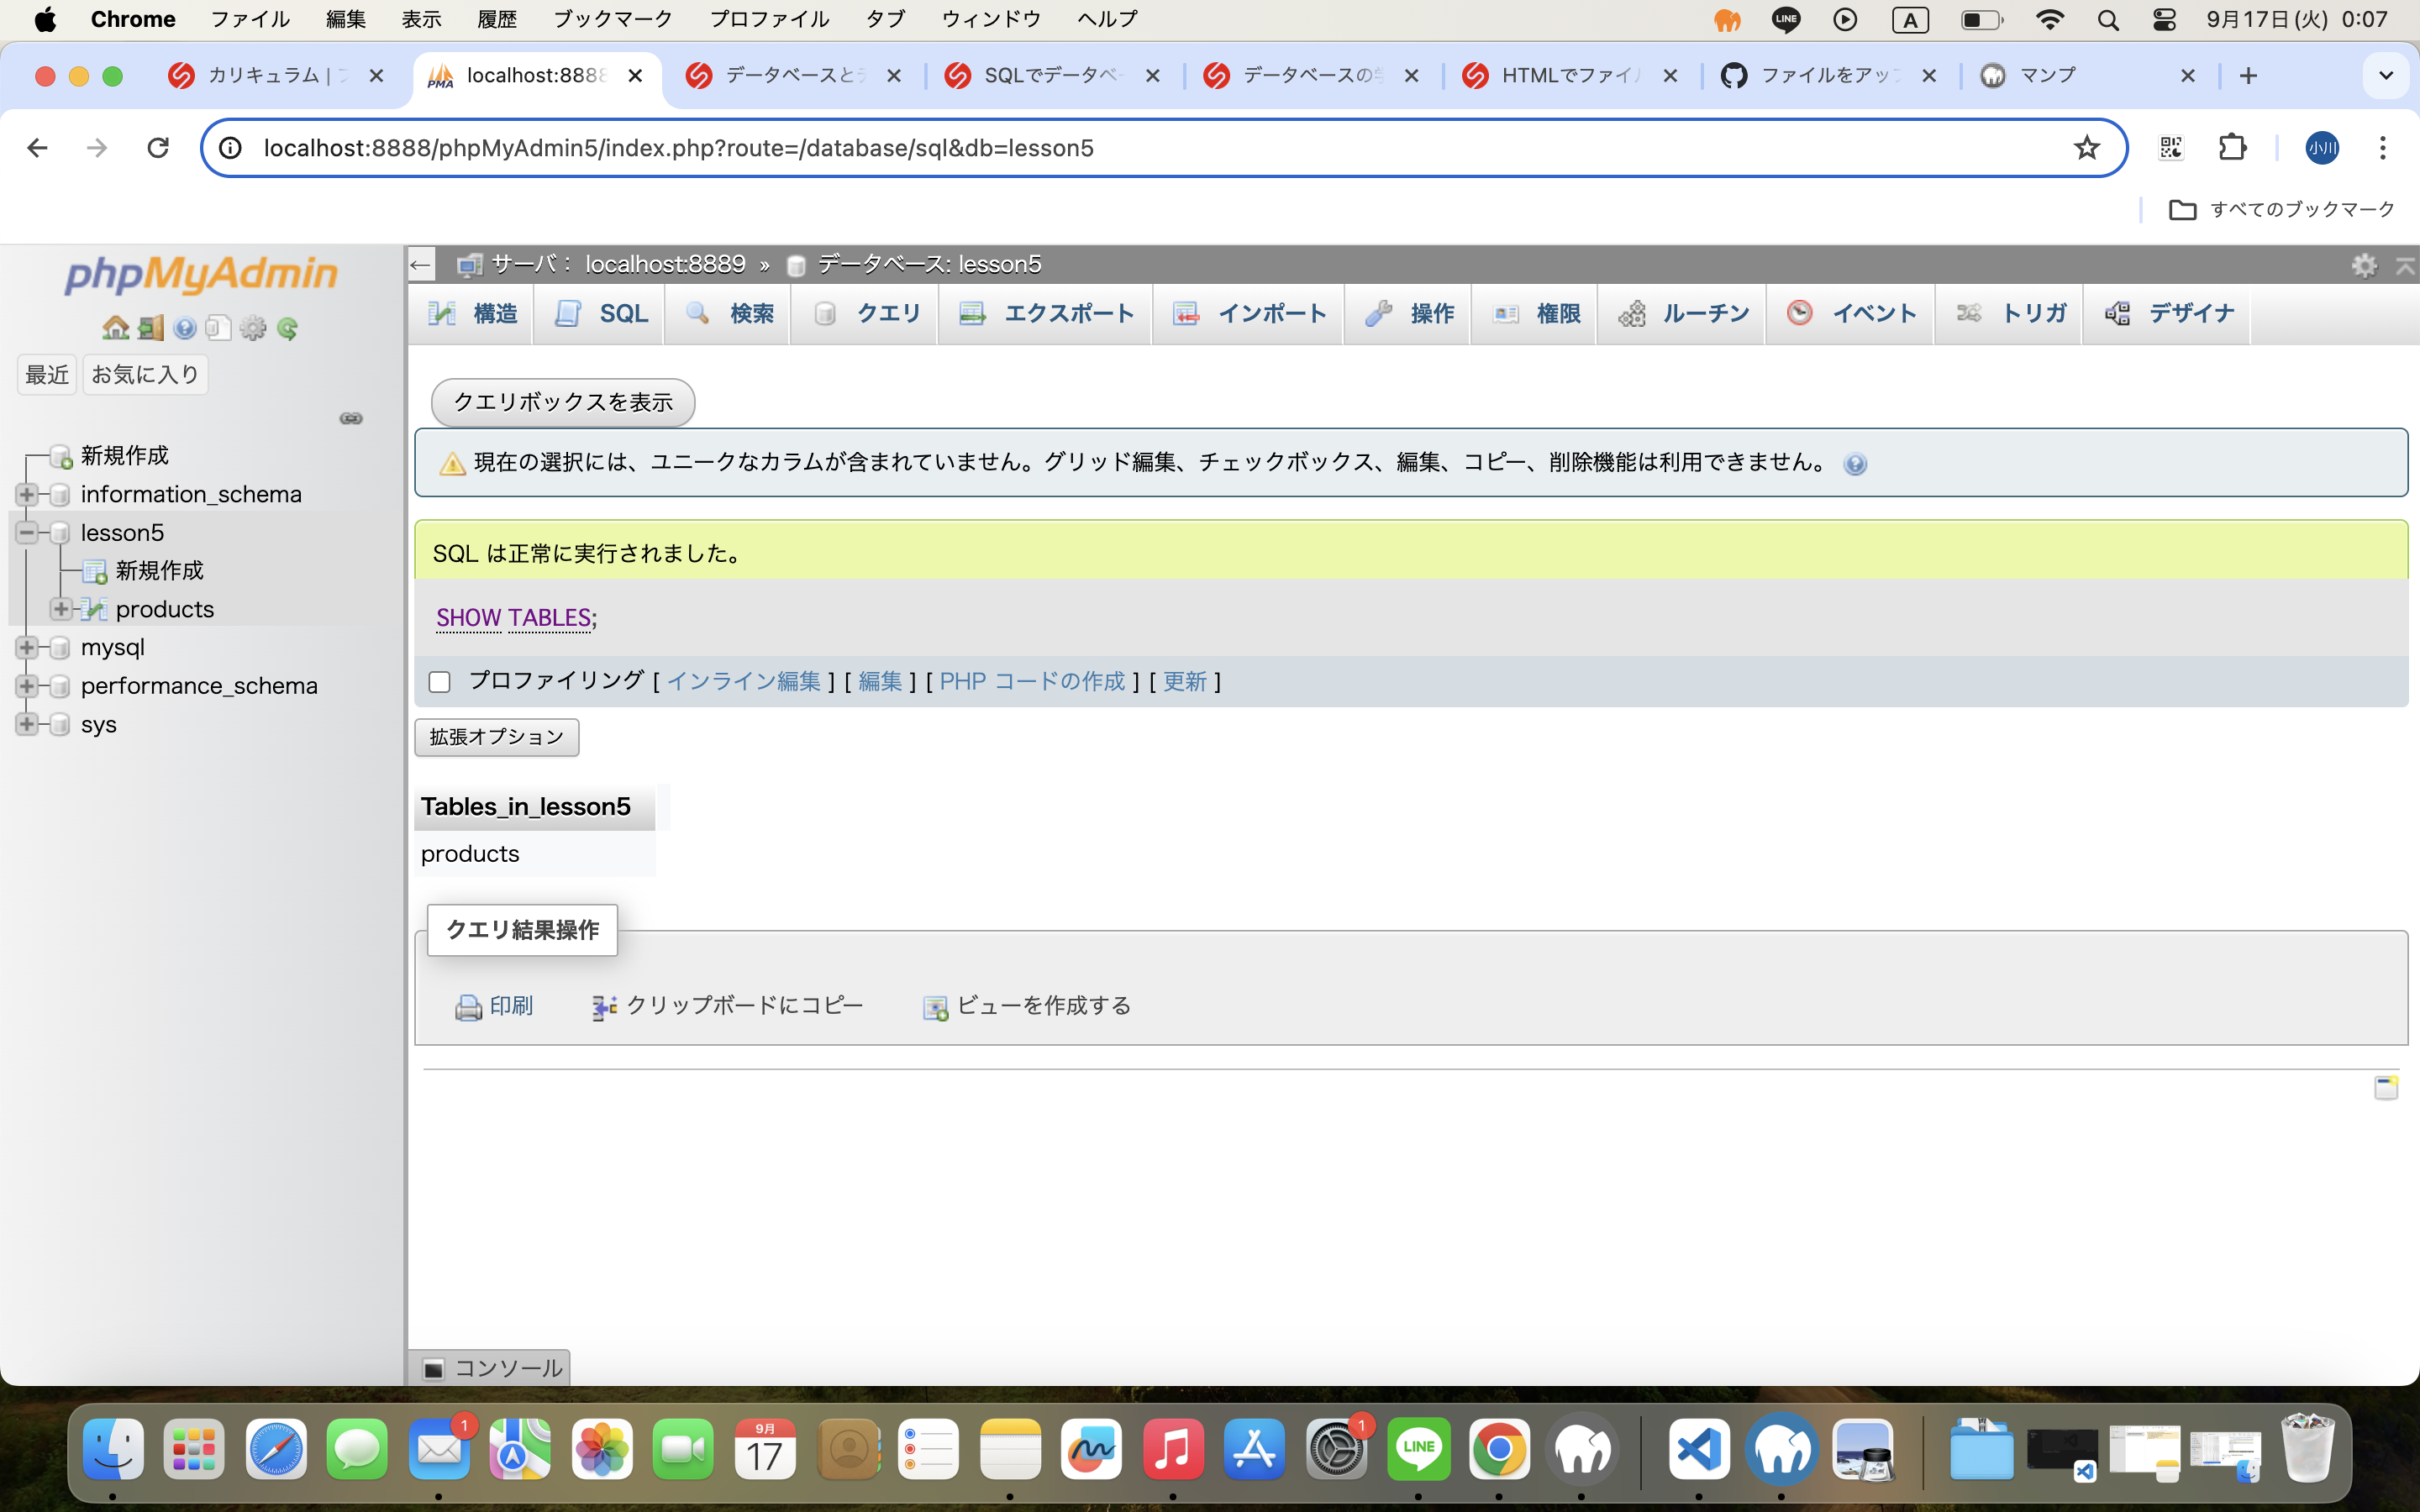 Chrome ファイル 編集 表示 履歴 ブックマーク プロファイル タブ ウィンドウ ヘルプ LINE A 9月17日(火) 0:07
カリキュラム | PMA localhost:8888 データベースと SQLでデータベー データベースの HTMLでファイル ファイルをアップ マンプ
localhost:8888/phpMyAdmin5/index.php?route=/database/sql&db=lesson5 小川
すべてのブックマーク
phpMyAdmin
最近 お気に入り
新規作成
information_schema
lesson5
新規作成
products
mysql
performance_schema
sys
サーバ: localhost:8889 » データベース: lesson5
構造 SQL 検索 クエリ エクスポート インポート 操作 権限 ルーチン イベント トリガ デザイナ
クエリボックスを表示
現在の選択には、ユニークなカラムが含まれていません。グリッド編集、チェックボックス、編集、コピー、削除機能は利用できません。
SQL は正常に実行されました。
SHOW TABLES;
プロファイリング [ インライン編集 ] [ 編集 ] [ PHP コードの作成 ] [ 更新 ]
拡張オプション
Tables_in_lesson5
products
クエリ結果操作
印刷 クリップボードにコピー ビューを作成する
コンソール
1 9月 17 1 LINE